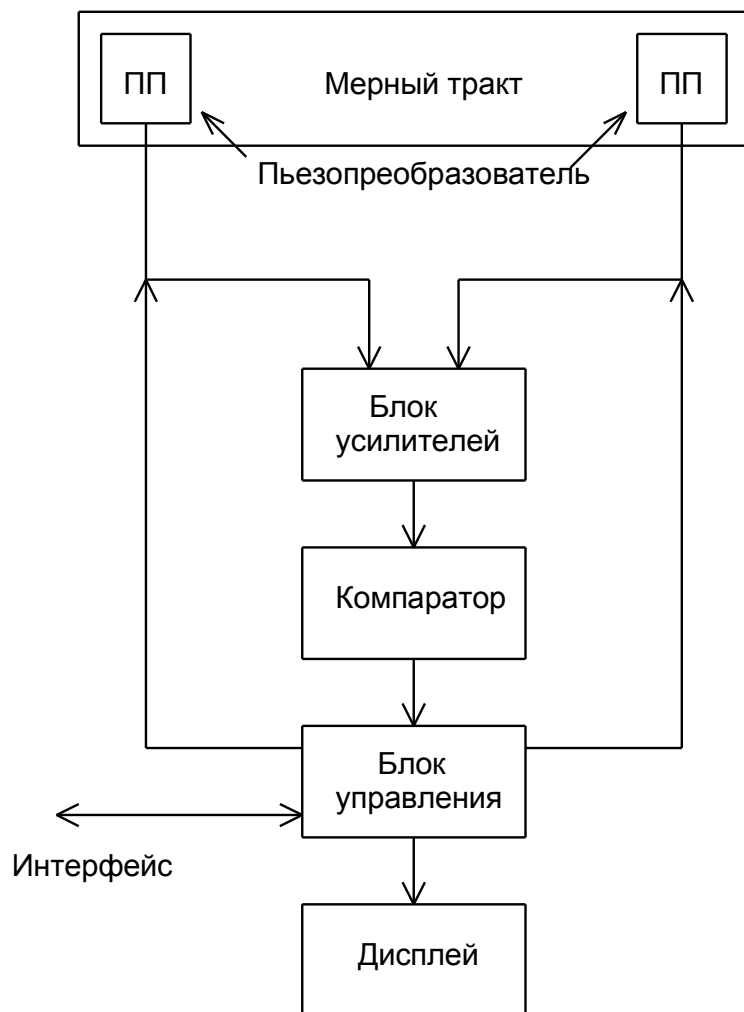 ПП
Мерный тракт
ПП
Пьезопреобразователь
Блок
усилителей
Компаратор
Блок
управления
Интерфейс
Дисплей